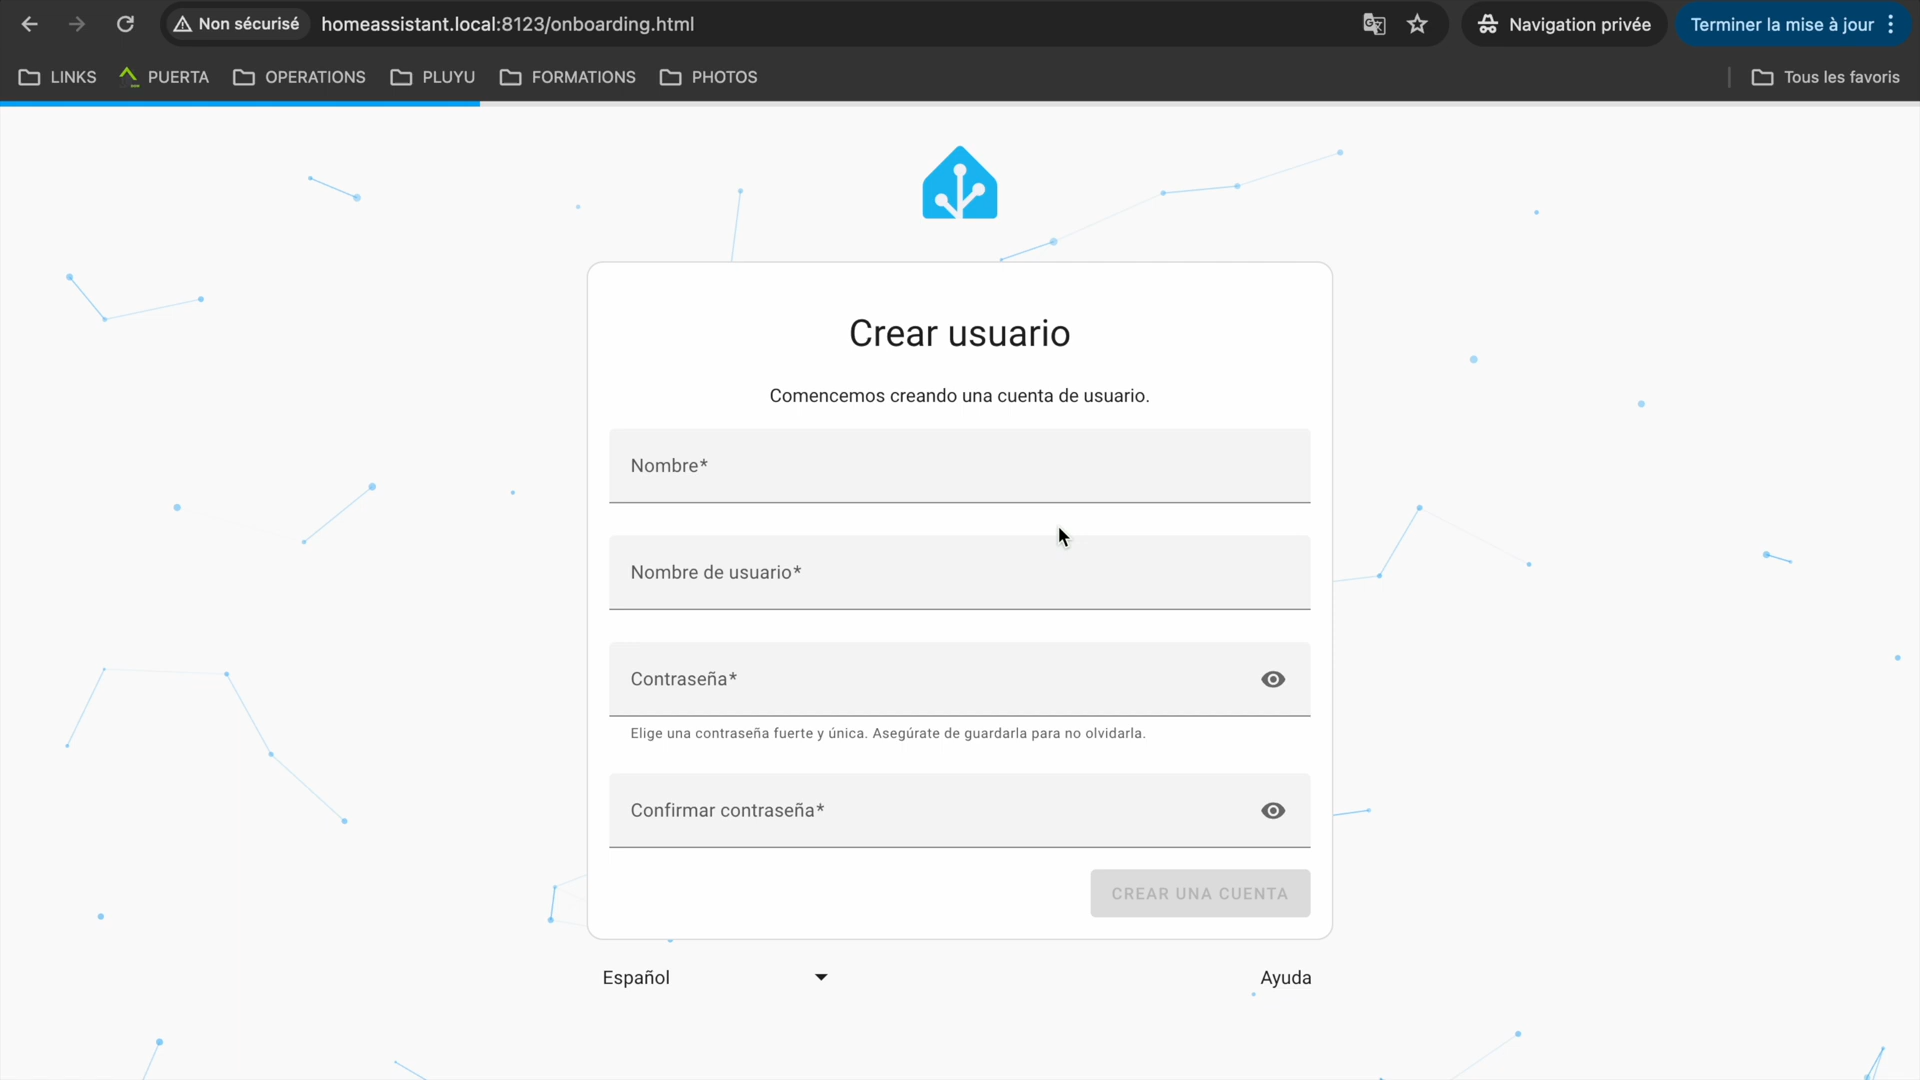 Non sécurisé homeassistant.local:8123/onboarding.html Navigation privée Terminer la mise à jour
LINKS PUERTA OPERATIONS PLUYU FORMATIONS PHOTOS Tous les favoris
Crear usuario
Comencemos creando una cuenta de usuario.
Nombre*
Nombre de usuario*
Contraseña*
Elige una contraseña fuerte y única. Asegúrate de guardarla para no olvidarla.
Confirmar contraseña*
CREAR UNA CUENTA
Español Ayuda